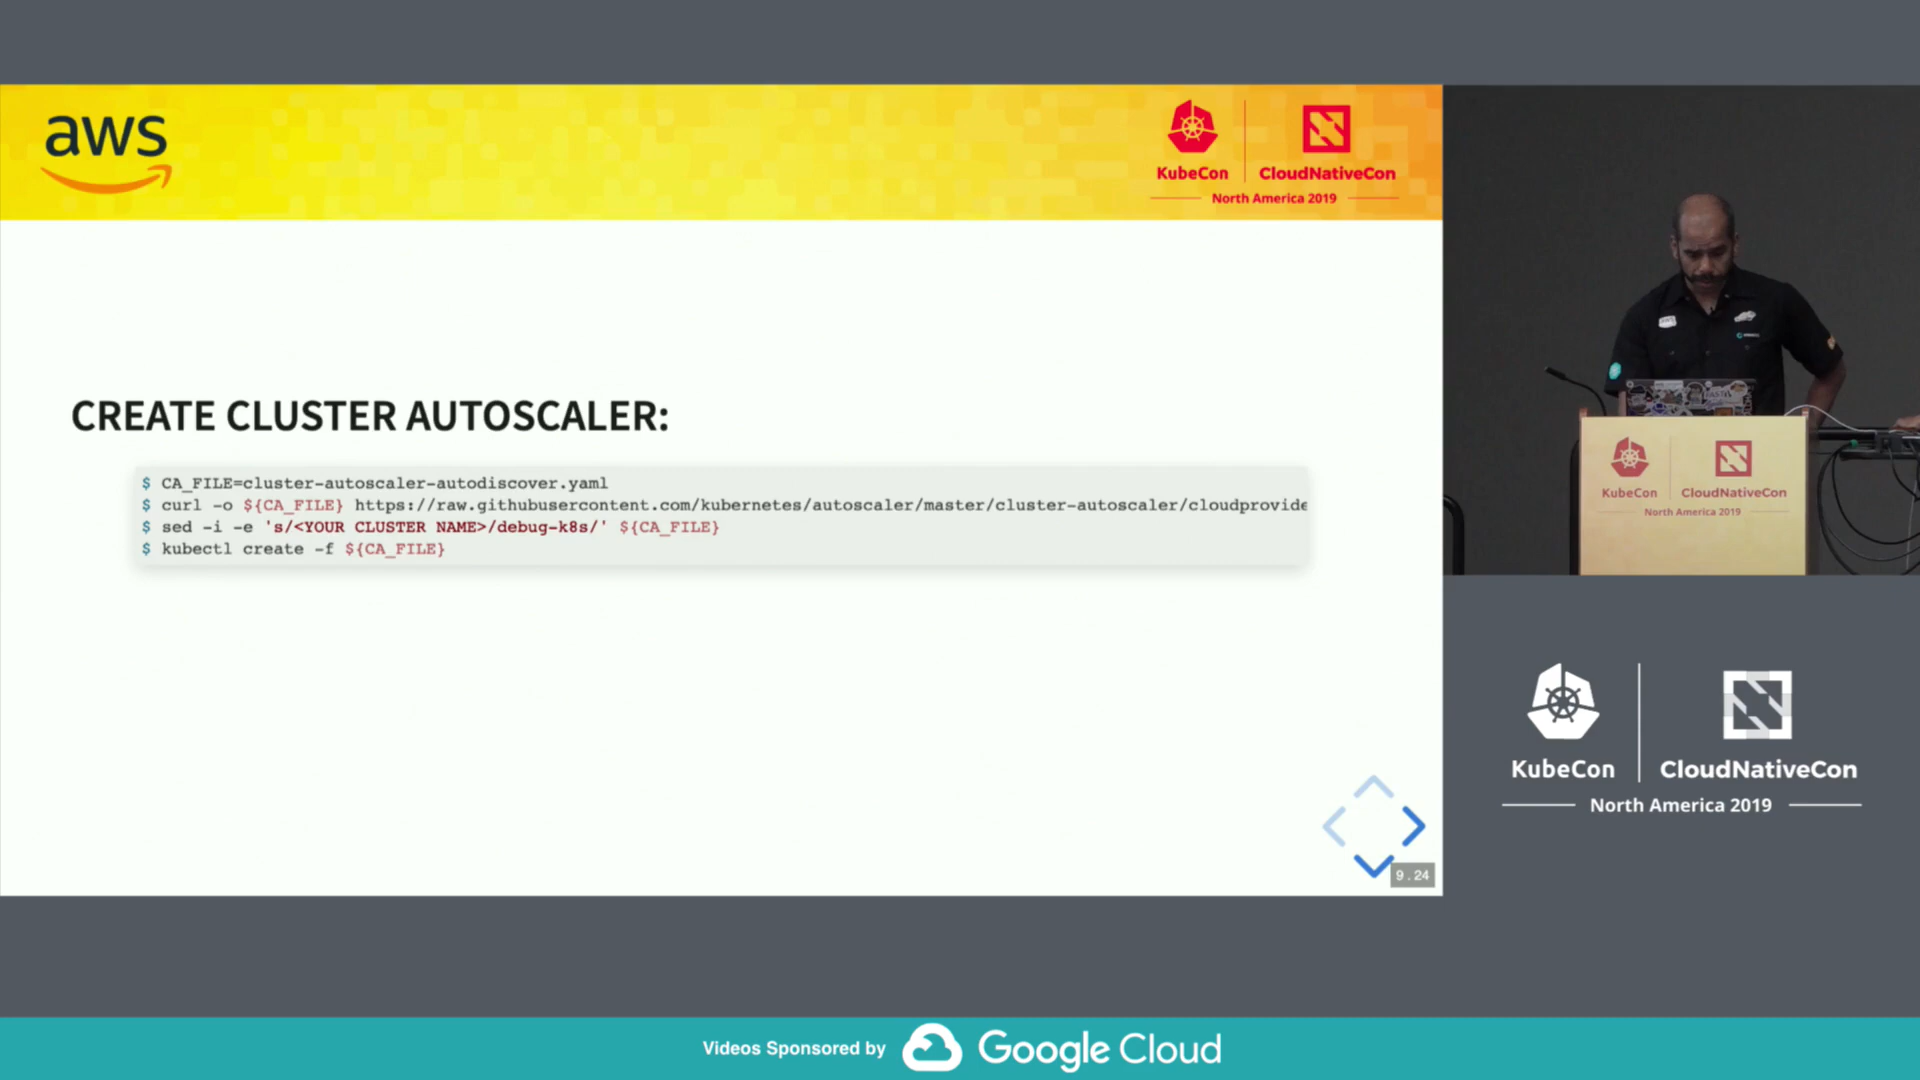 aws
KubeCon
CloudNativeCon
North America 2019
CREATE CLUSTER AUTOSCALER:
$ CA_FILE=cluster-autoscaler-autodiscover.yaml
$ curl -o ${CA_FILE} https://raw.githubusercontent.com/kubernetes/autoscaler/master/cluster-autoscaler/cloudprovide
$ sed -i -e 's/<YOUR CLUSTER NAME>/debug-k8s/' ${CA_FILE}
$ kubectl create -f ${CA_FILE}
9.24
KubeCon
CloudNativeCon
North America 2019
KubeCon
CloudNativeCon
North America 2019
Videos Sponsored by
Google Cloud